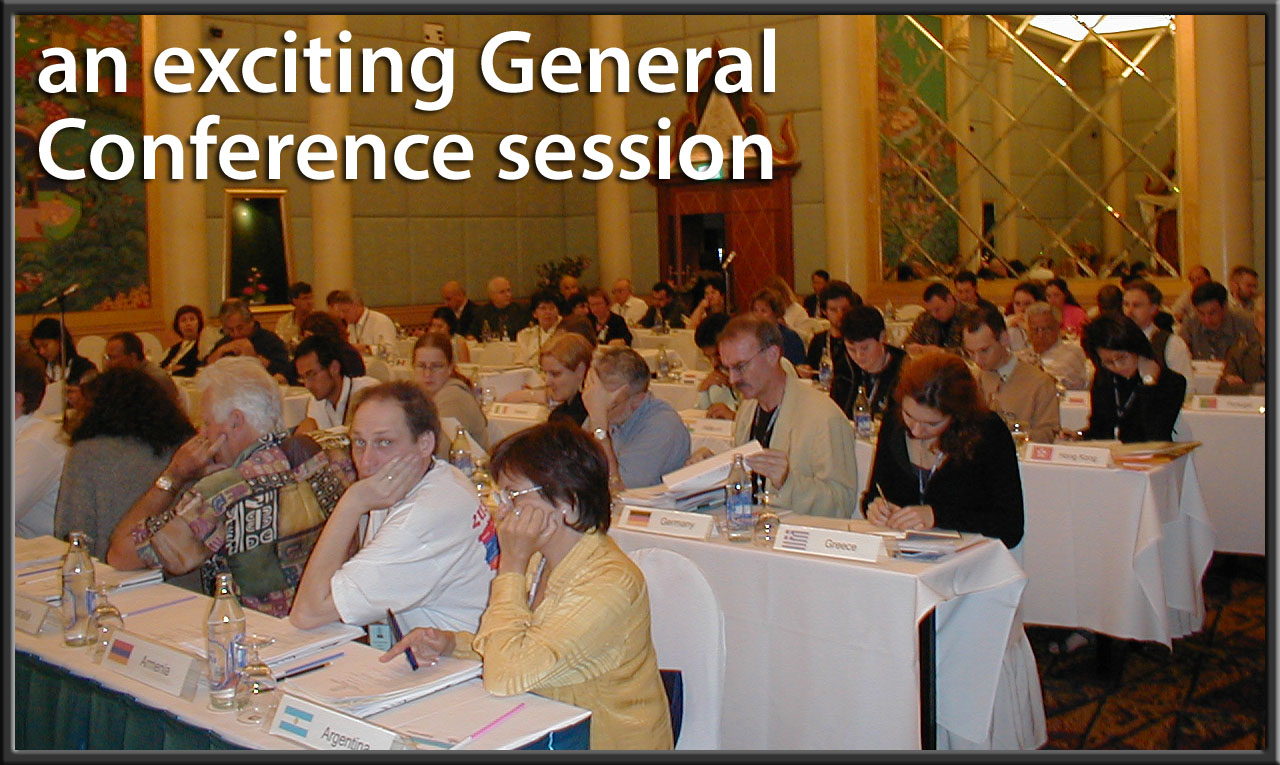 an exciting General
Conference session
Hong Kong
Germany
Greece
Armenia
Argentina